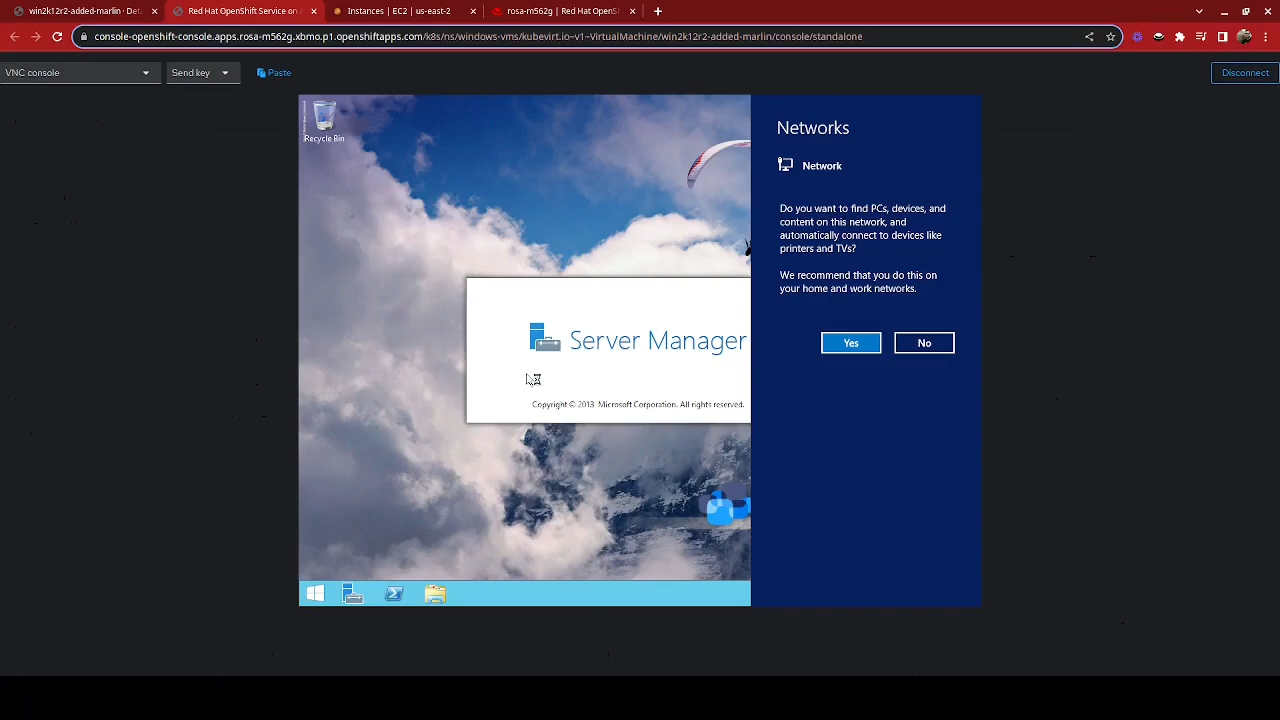 win2k12r2-added-marlin · Deta
Red Hat OpenShift Service on A
Instances | EC2 | us-east-2
rosa-m562g | Red Hat OpenS
console-openshift-console.apps.rosa-m562g.xbmo.p1.openshiftapps.com/k8s/ns/windows-vms/kubevirt.io~v1~VirtualMachine/win2k12r2-added-marlin/console/standalone
VNC console
Send key
Paste
Disconnect
Recycle Bin
Networks
Network
Do you want to find PCs, devices, and
content on this network, and
automatically connect to devices like
printers and TVs?
We recommend that you do this on
your home and work networks.
Yes
No
Server Manager
Copyright © 2013 Microsoft Corporation. All rights reserved.